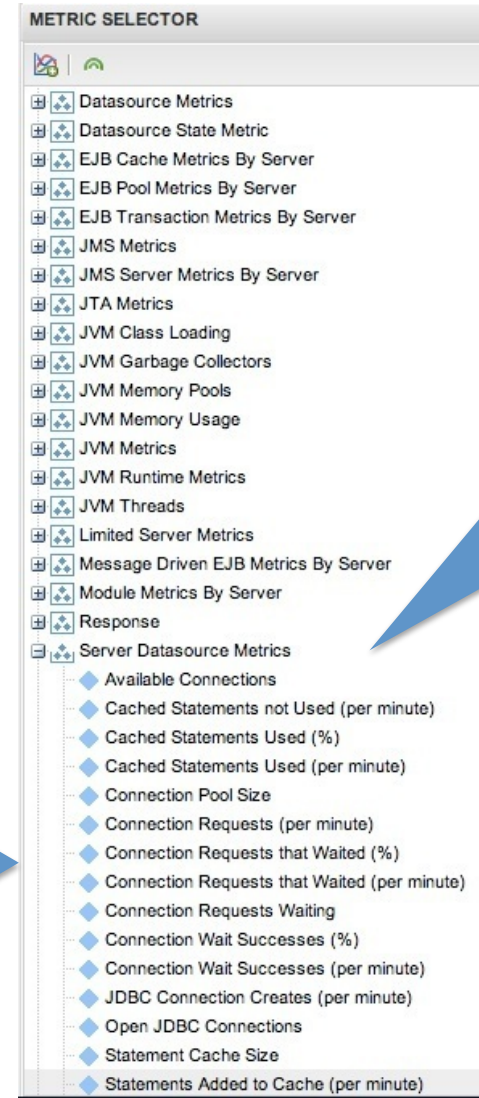 METRIC SELECTOR
Datasource Metrics
Datasource State Metric
EJB Cache Metrics By Server
EJB Pool Metrics By Server
EJB Transaction Metrics By Server
JMS Metrics
JMS Server Metrics By Server
JTA Metrics
JVM Class Loading
JVM Garbage Collectors
JVM Memory Pools
JVM Memory Usage
JVM Metrics
JVM Runtime Metrics
JVM Threads
Limited Server Metrics
Message Driven EJB Metrics By Server
Module Metrics By Server
Response
Server Datasource Metrics
Available Connections
Cached Statements not Used (per minute)
Cached Statements Used (%)
Cached Statements Used (per minute)
Connection Pool Size
Connection Requests (per minute)
Connection Requests that Waited (%)
Connection Requests that Waited (per minute)
Connection Requests Waiting
Connection Wait Successes (%)
Connection Wait Successes (per minute)
JDBC Connection Creates (per minute)
Open JDBC Connections
Statement Cache Size
Statements Added to Cache (per minute)